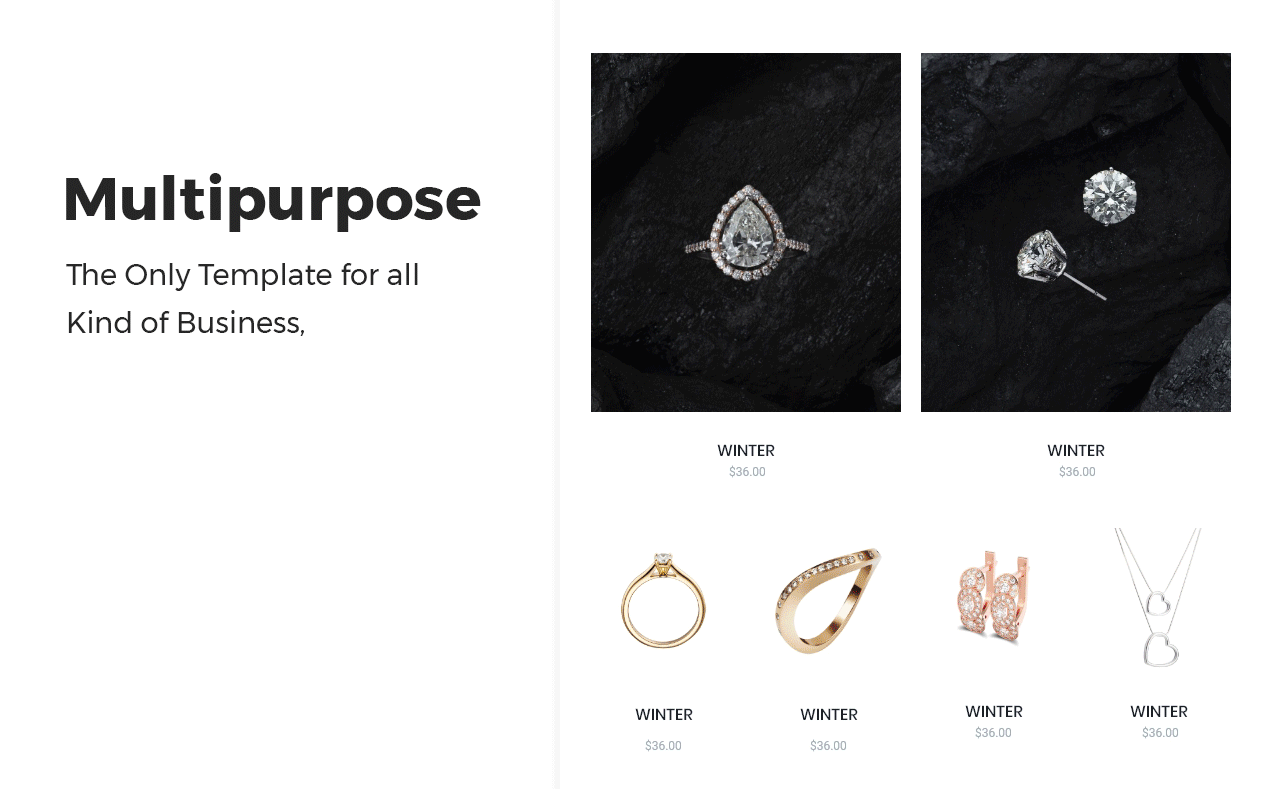 Multipurpose
The Only Template for all
Kind of Business,
WINTER
$36.00
WINTER
$36.00
WINTER
$36.00
WINTER
$36.00
WINTER
$36.00
WINTER
$36.00